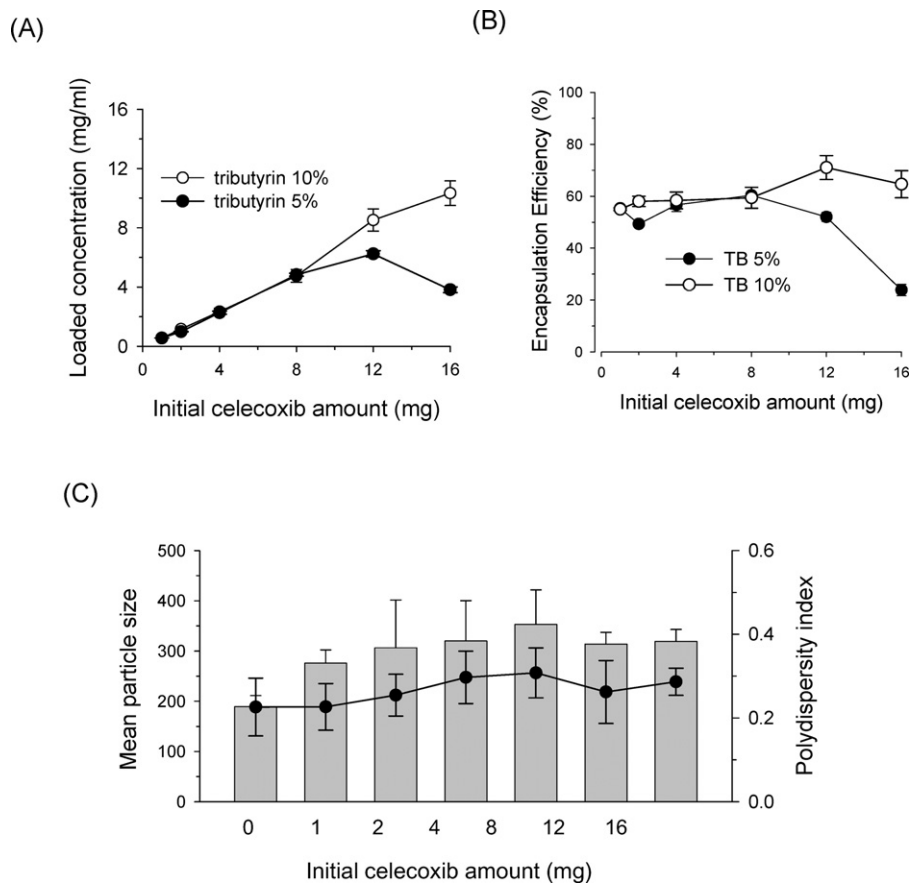 (A)
Loaded concentration (mg/ml)
16
12
8
4
0
tributyrin 10%
tributyrin 5%
0 4 8 12 16
Initial celecoxib amount (mg)
(B)
Encapsulation Efficiency (%)
100
80
60
40
20
0
TB 5%
TB 10%
0 4 8 12 16
Initial celecoxib amount (mg)
(C)
Mean particle size
500
400
300
200
100
0
0.6
0.4
0.2
0.0
Polydispersity index
0 1 2 4 8 12 16
Initial celecoxib amount (mg)